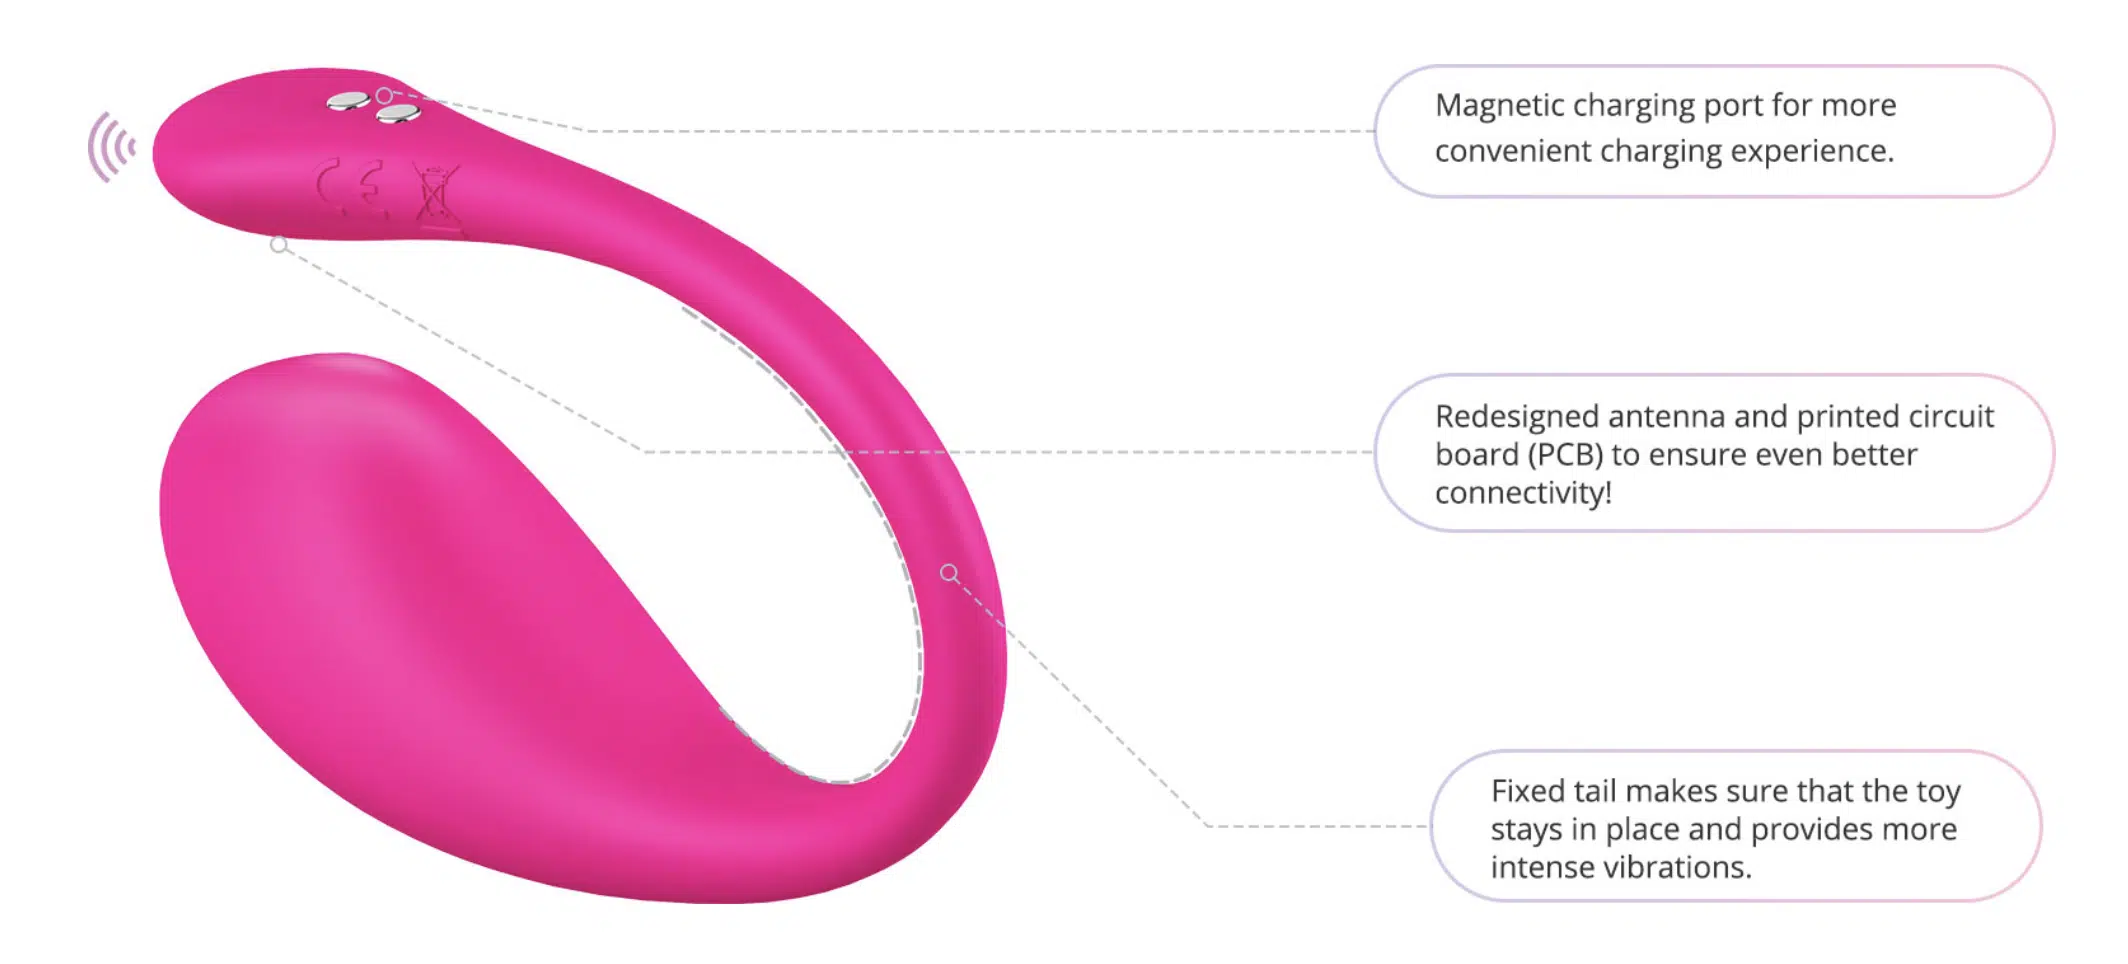 Magnetic charging port for more
convenient charging experience.
CE
Redesigned antenna and printed circuit
board (PCB) to ensure even better
connectivity!
Fixed tail makes sure that the toy
stays in place and provides more
intense vibrations.